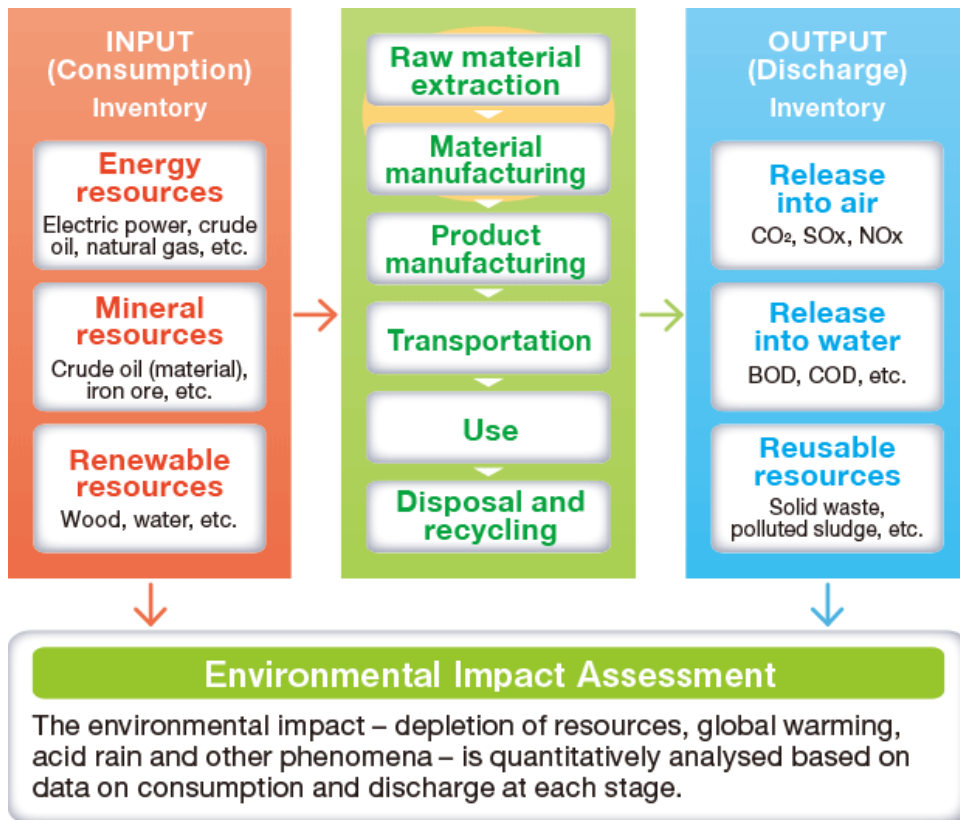 INPUT
(Consumption)
Inventory
Energy
resources
Electric power, crude
oil, natural gas, etc.
Mineral
resources
Crude oil (material),
iron ore, etc.
Renewable
resources
Wood, water, etc.
Raw material
extraction
Material
manufacturing
Product
manufacturing
Transportation
Use
Disposal and
recycling
OUTPUT
(Discharge)
Inventory
Release
into air
CO₂, SOx, NOx
Release
into water
BOD, COD, etc.
Reusable
resources
Solid waste,
polluted sludge, etc.
Environmental Impact Assessment
The environmental impact – depletion of resources, global warming,
acid rain and other phenomena – is quantitatively analysed based on
data on consumption and discharge at each stage.